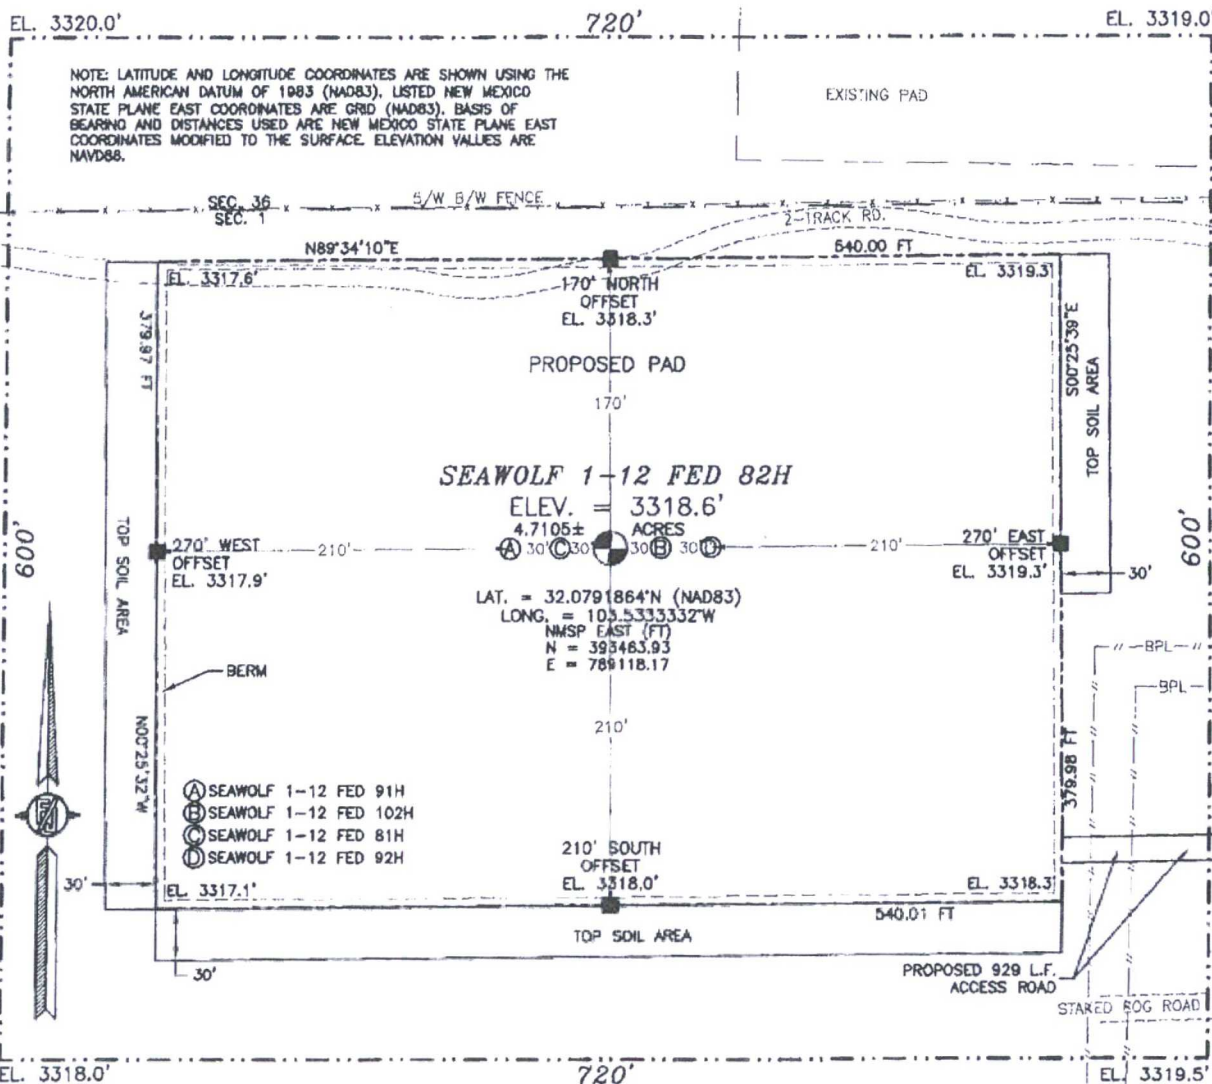 EL. 3320.0'
720'
EL. 3319.0'
NOTE: LATITUDE AND LONGITUDE COORDINATES ARE SHOWN USING THE
NORTH AMERICAN DATUM OF 1983 (NAD83). LISTED NEW MEXICO
STATE PLANE EAST COORDINATES ARE GRID (NAD83). BASIS OF
BEARING AND DISTANCES USED ARE NEW MEXICO STATE PLANE EAST
COORDINATES MODIFIED TO THE SURFACE. ELEVATION VALUES ARE
NAVD88.
EXISTING PAD
SEC. 36
SEC. 1
5/W B/W FENCE
2-TRACK RD.
N89°34'10"E
540.00 FT
EL. 3317.6'
170' NORTH
OFFSET
EL. 3318.3'
EL. 3319.3'
379.97 FT
S00°25'39"E
TOP SOIL AREA
PROPOSED PAD
170'
SEAWOLF 1-12 FED 82H
ELEV. = 3318.6'
4.7105± ACRES
270' WEST
OFFSET
EL. 3317.9'
210'
A 30' C 30' 30' B 30' D
210'
270' EAST
OFFSET
EL. 3319.3'
30'
600'
600'
TOP SOIL AREA
LAT. = 32.0791864°N (NAD83)
LONG. = 103.5333332°W
NMSP EAST (FT)
N = 393463.93
E = 789118.17
BERM
BPL
BPL
210'
N00°25'32"W
379.98 FT
A SEAWOLF 1-12 FED 91H
B SEAWOLF 1-12 FED 102H
C SEAWOLF 1-12 FED 81H
D SEAWOLF 1-12 FED 92H
210' SOUTH
OFFSET
EL. 3318.0'
30'
EL. 3317.1'
EL. 3318.3'
540.01 FT
TOP SOIL AREA
30'
PROPOSED 929 L.F.
ACCESS ROAD
STAKED EOG ROAD
EL. 3318.0'
720'
EL. 3319.5'